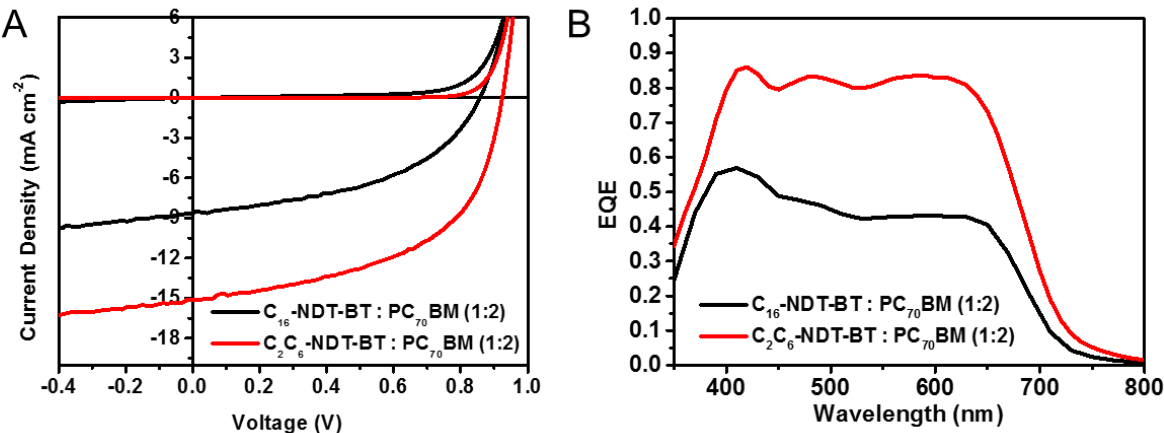 A
6
3
0
-3
-6
-9
-12
-15
-18
Current Density (mA cm⁻²)
C₁₆-NDT-BT : PC₇₀BM (1:2)
C₂C₆-NDT-BT : PC₇₀BM (1:2)
-0.4 -0.2 0.0 0.2 0.4 0.6 0.8 1.0
Voltage (V)
B
1.0
0.9
0.8
0.7
0.6
0.5
0.4
0.3
0.2
0.1
0.0
EQE
C₁₆-NDT-BT : PC₇₀BM (1:2)
C₂C₆-NDT-BT : PC₇₀BM (1:2)
400 500 600 700 800
Wavelength (nm)